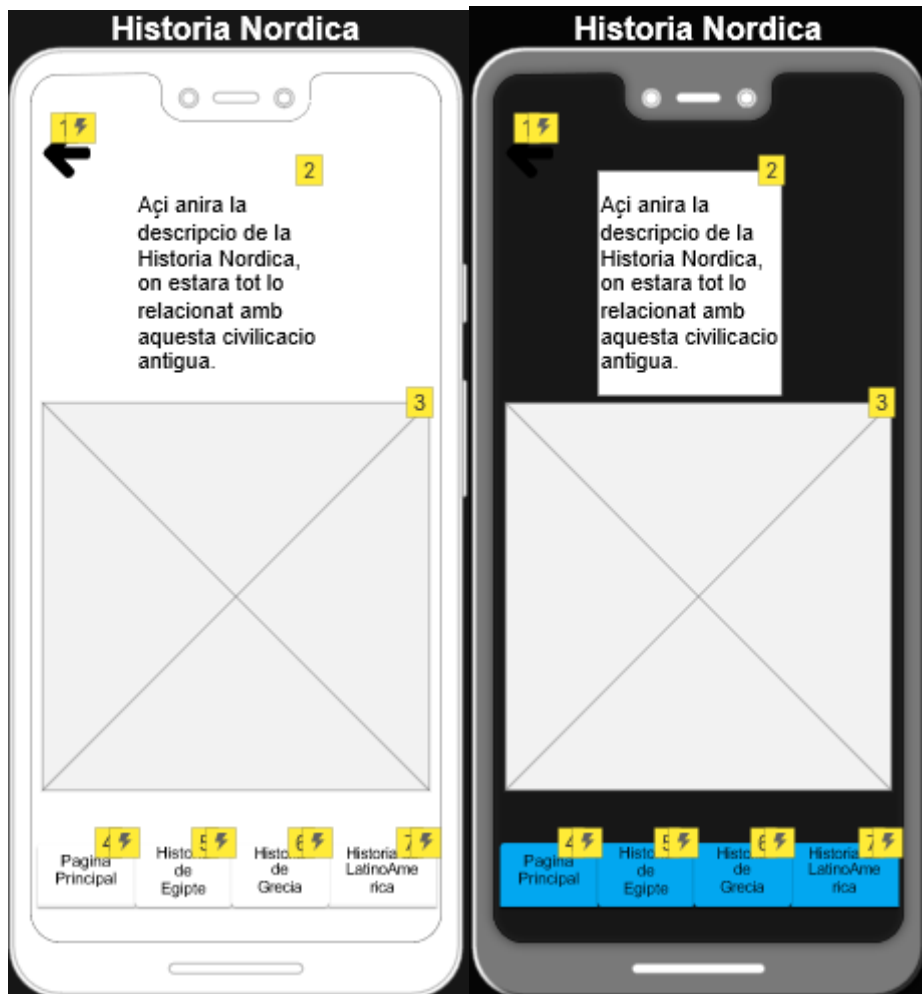 Historia Nordica
1
2
Açi anira la
descripcio de la
Historia Nordica,
on estara tot lo
relacionat amb
aquesta civilicacio
antigua.
3
4
Pagina
Principal
5
de
Egipte
6
de
Grecia
7
Historia
LatinoAme
rica
Historia Nordica
1
2
Açi anira la
descripcio de la
Historia Nordica,
on estara tot lo
relacionat amb
aquesta civilicacio
antigua.
3
4
Pagina
Principal
5
de
Egipte
6
de
Grecia
7
Historia
LatinoAme
rica